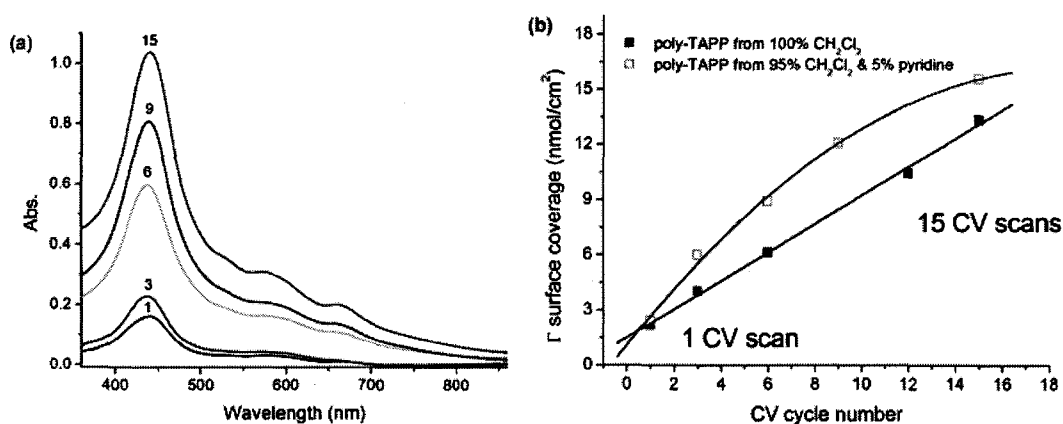 (a)
15
9
6
3
1
1.0
0.8
0.6
0.4
0.2
0.0
Abs.
400 500 600 700 800
Wavelength (nm)
(b)
18
15
12
9
6
3
0
Γ surface coverage (nmol/cm²)
poly-TAPP from 100% CH₂Cl₂
poly-TAPP from 95% CH₂Cl₂ & 5% pyridine
15 CV scans
1 CV scan
0 2 4 6 8 10 12 14 16 18
CV cycle number